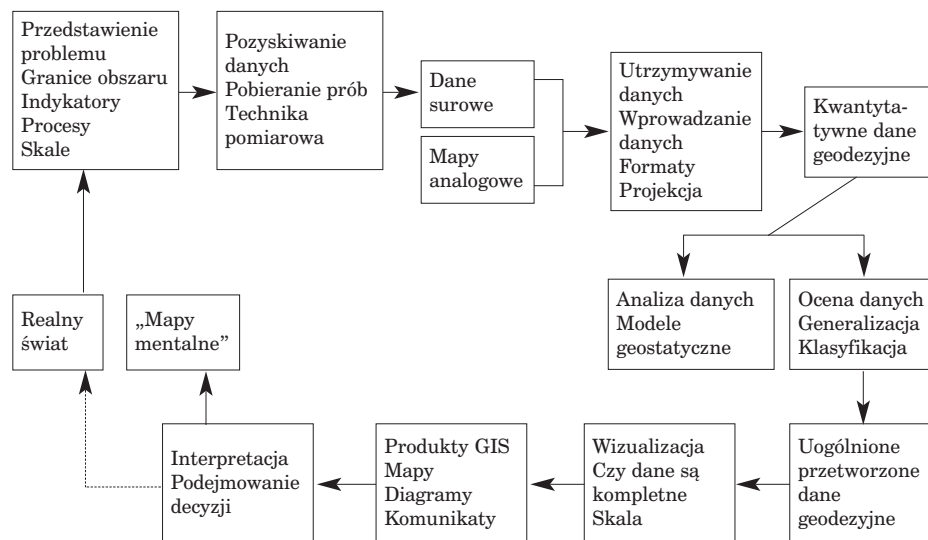 Przedstawienie
problemu
Granice obszaru
Indykatory
Procesy
Skale
Pozyskiwanie
danych
Pobieranie prób
Technika
pomiarowa
Dane
surowe
Mapy
analogowe
Utrzymywanie
danych
Wprowadzanie
danych
Formaty
Projekcja
Kwantyta-
tywne dane
geodezyjne
Analiza danych
Modele
geostatyczne
Ocena danych
Generalizacja
Klasyfikacja
Realny
świat
„Mapy
mentalne”
Interpretacja
Podejmowanie
decyzji
Produkty GIS
Mapy
Diagramy
Komunikaty
Wizualizacja
Czy dane są
kompletne
Skala
Uogólnione
przetworzone
dane
geodezyjne